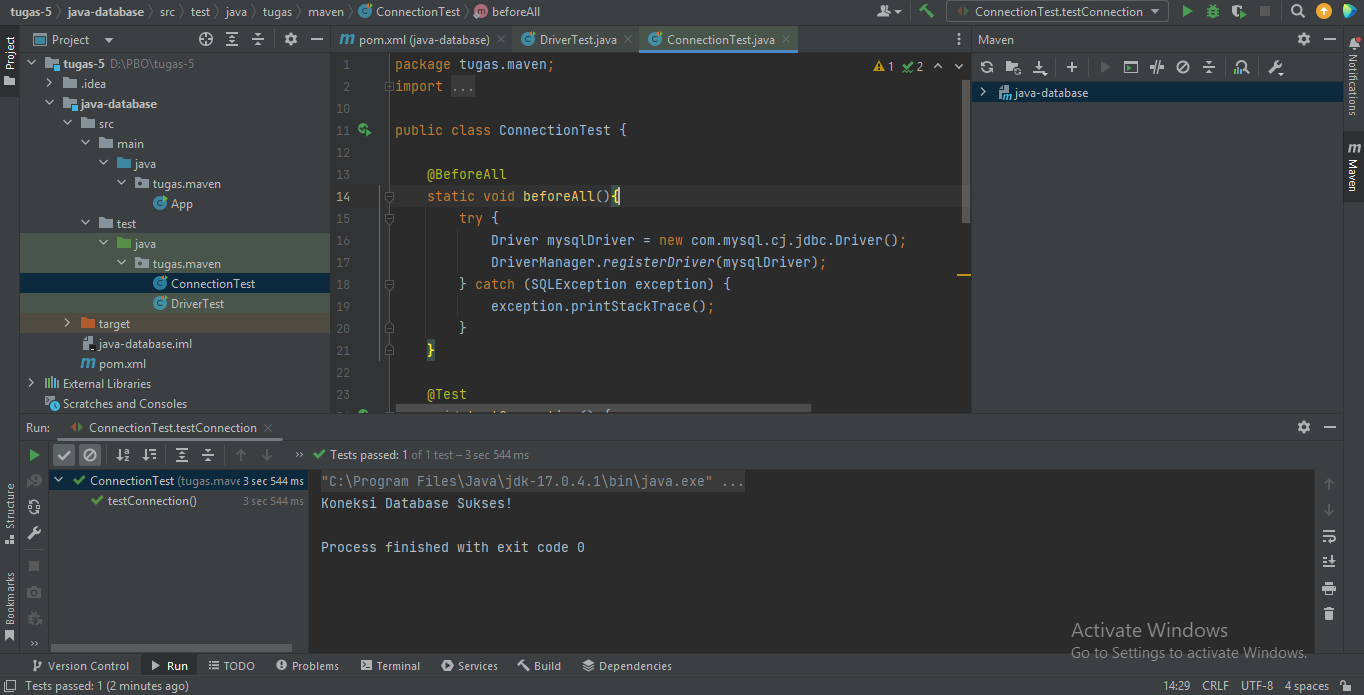 tugas-5 java-database src test java tugas maven ConnectionTest beforeAll
ConnectionTest.testConnection
Project
pom.xml (java-database)
DriverTest.java
ConnectionTest.java
Maven
Project
tugas-5 D:\PBO\tugas-5
.idea
java-database
src
main
java
tugas.maven
App
test
java
tugas.maven
ConnectionTest
DriverTest
target
java-database.iml
pom.xml
External Libraries
Scratches and Consoles
1 package tugas.maven;
1 2
2 import ...
10
11 public class ConnectionTest {
12
13 @BeforeAll
14 static void beforeAll(){
15 try {
16 Driver mysqlDriver = new com.mysql.cj.jdbc.Driver();
17 DriverManager.registerDriver(mysqlDriver);
18 } catch (SQLException exception) {
19 exception.printStackTrace();
20 }
21 }
22
23 @Test
java-database
Notifications
Maven
Run: ConnectionTest.testConnection
Tests passed: 1 of 1 test – 3 sec 544 ms
ConnectionTest (tugas.mave 3 sec 544 ms
testConnection() 3 sec 544 ms
"C:\Program Files\Java\jdk-17.0.4.1\bin\java.exe" ...
Koneksi Database Sukses!
Process finished with exit code 0
Structure
Bookmarks
Activate Windows
Go to Settings to activate Windows.
Version Control Run TODO Problems Terminal Services Build Dependencies
Tests passed: 1 (2 minutes ago)
14:29 CRLF UTF-8 4 spaces